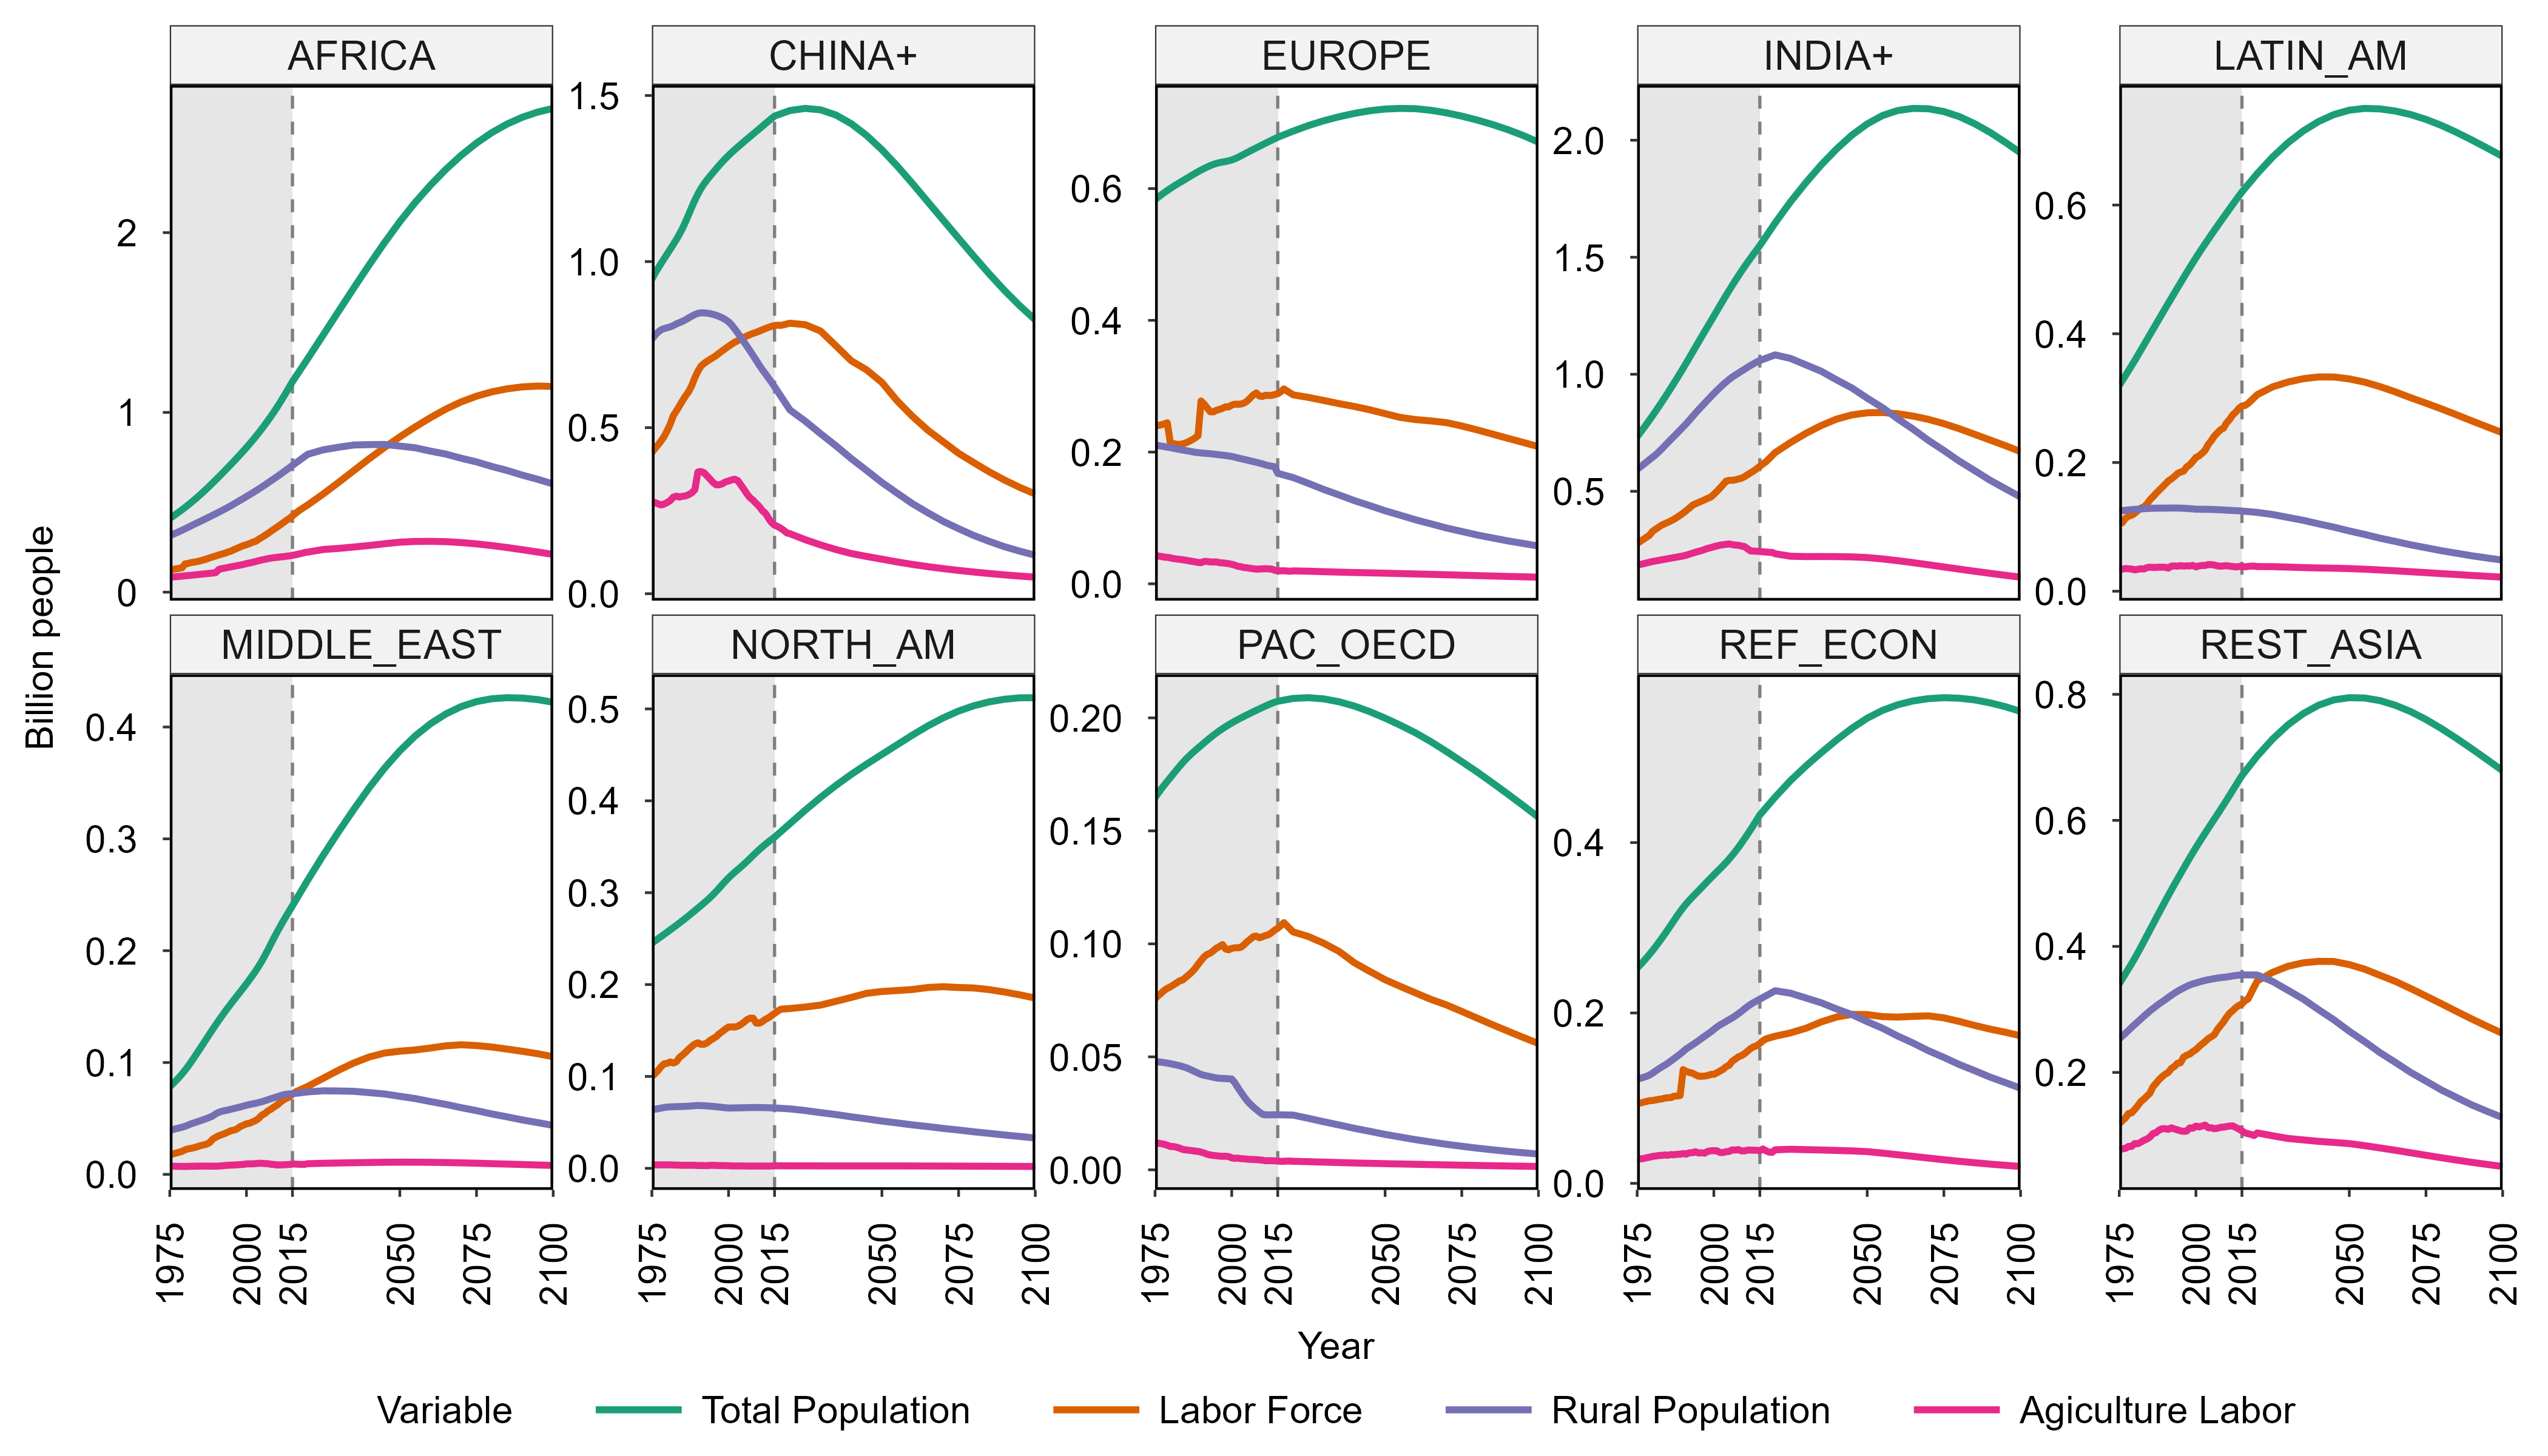 AFRICA
CHINA+
EUROPE
INDIA+
LATIN_AM
2
1
0
1.5
1.0
0.5
0.0
0.6
0.4
0.2
0.0
2.0
1.5
1.0
0.5
0.6
0.4
0.2
0.0
Billion people
MIDDLE_EAST
NORTH_AM
PAC_OECD
REF_ECON
REST_ASIA
0.4
0.3
0.2
0.1
0.0
0.5
0.4
0.3
0.2
0.1
0.0
0.20
0.15
0.10
0.05
0.00
0.4
0.2
0.0
0.8
0.6
0.4
0.2
1975 2000 2015 2050 2075 2100
1975 2000 2015 2050 2075 2100
1975 2000 2015 2050 2075 2100
1975 2000 2015 2050 2075 2100
1975 2000 2015 2050 2075 2100
Year
Variable Total Population Labor Force Rural Population Agiculture Labor